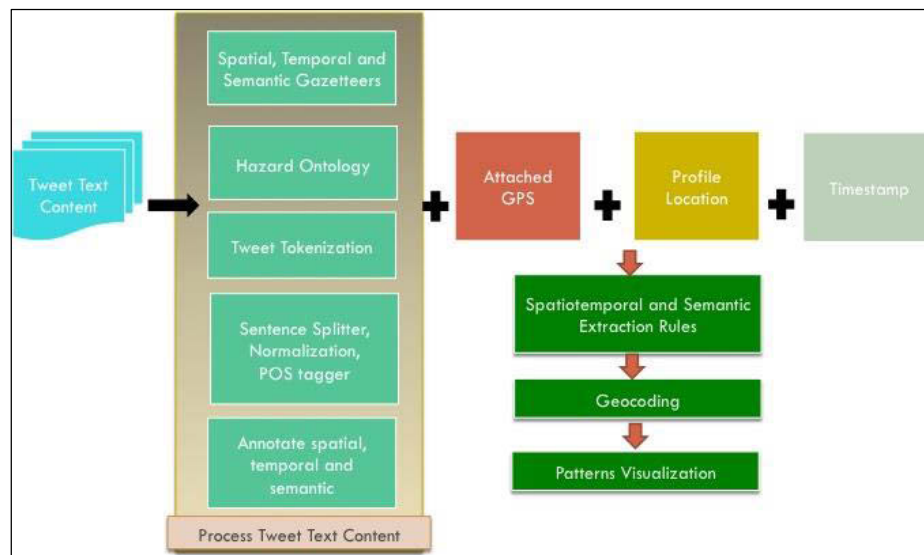 Tweet Text
Content
Spatial, Temporal and
Semantic Gazetteers
Hazard Ontology
Tweet Tokenization
Sentence Splitter,
Normalization,
POS tagger
Annotate spatial,
temporal and
semantic
Process Tweet Text Content
Attached
GPS
Profile
Location
Timestamp
Spatiotemporal and Semantic
Extraction Rules
Geocoding
Patterns Visualization